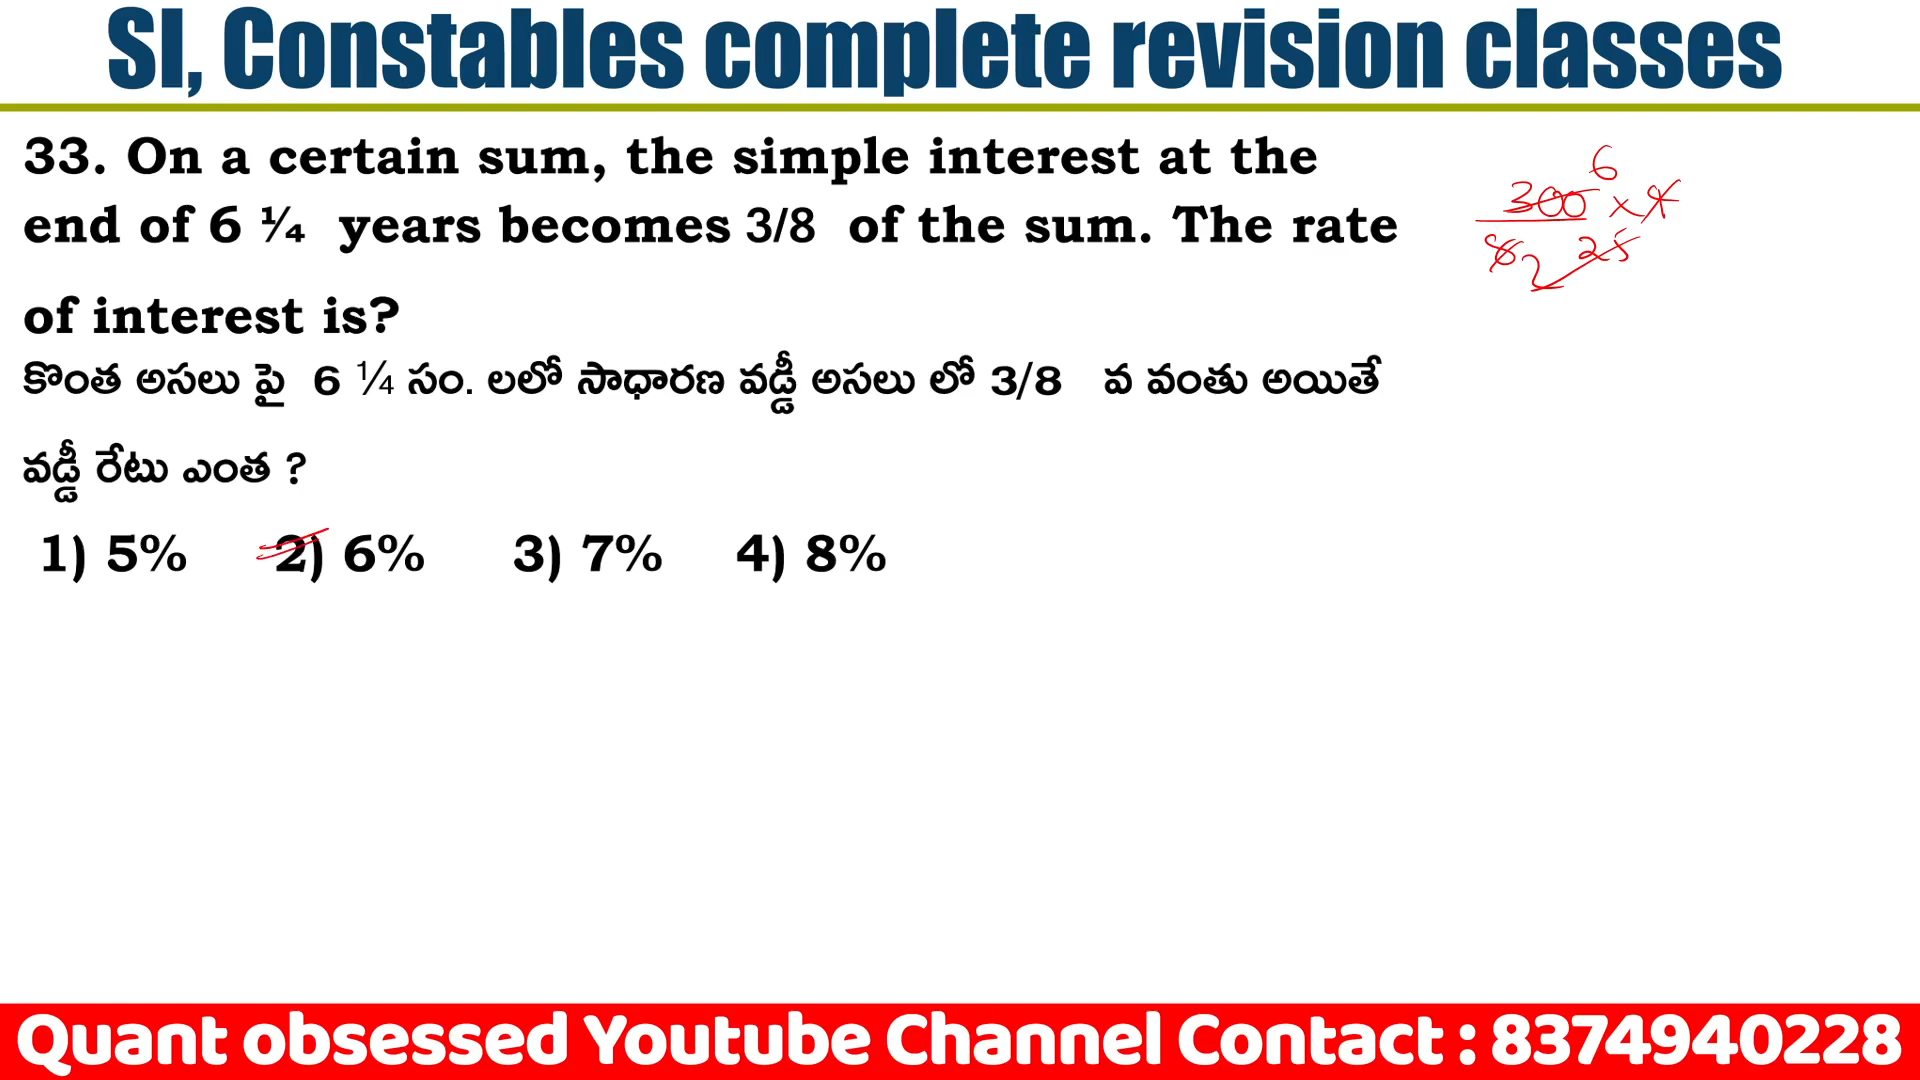 SI, Constables complete revision classes
33. On a certain sum, the simple interest at the
end of 6 ¼ years becomes 3/8 of the sum. The rate
of interest is?
కొంత అసలు పై 6 ¼ సం. లలో సాధారణ వడ్డీ అసలు లో 3/8 వ వంతు అయితే
వడ్డీ రేటు ఎంత ?
1) 5% 2) 6% 3) 7% 4) 8%
6
300 × 4
8 2 25
Quant obsessed Youtube Channel Contact : 8374940228